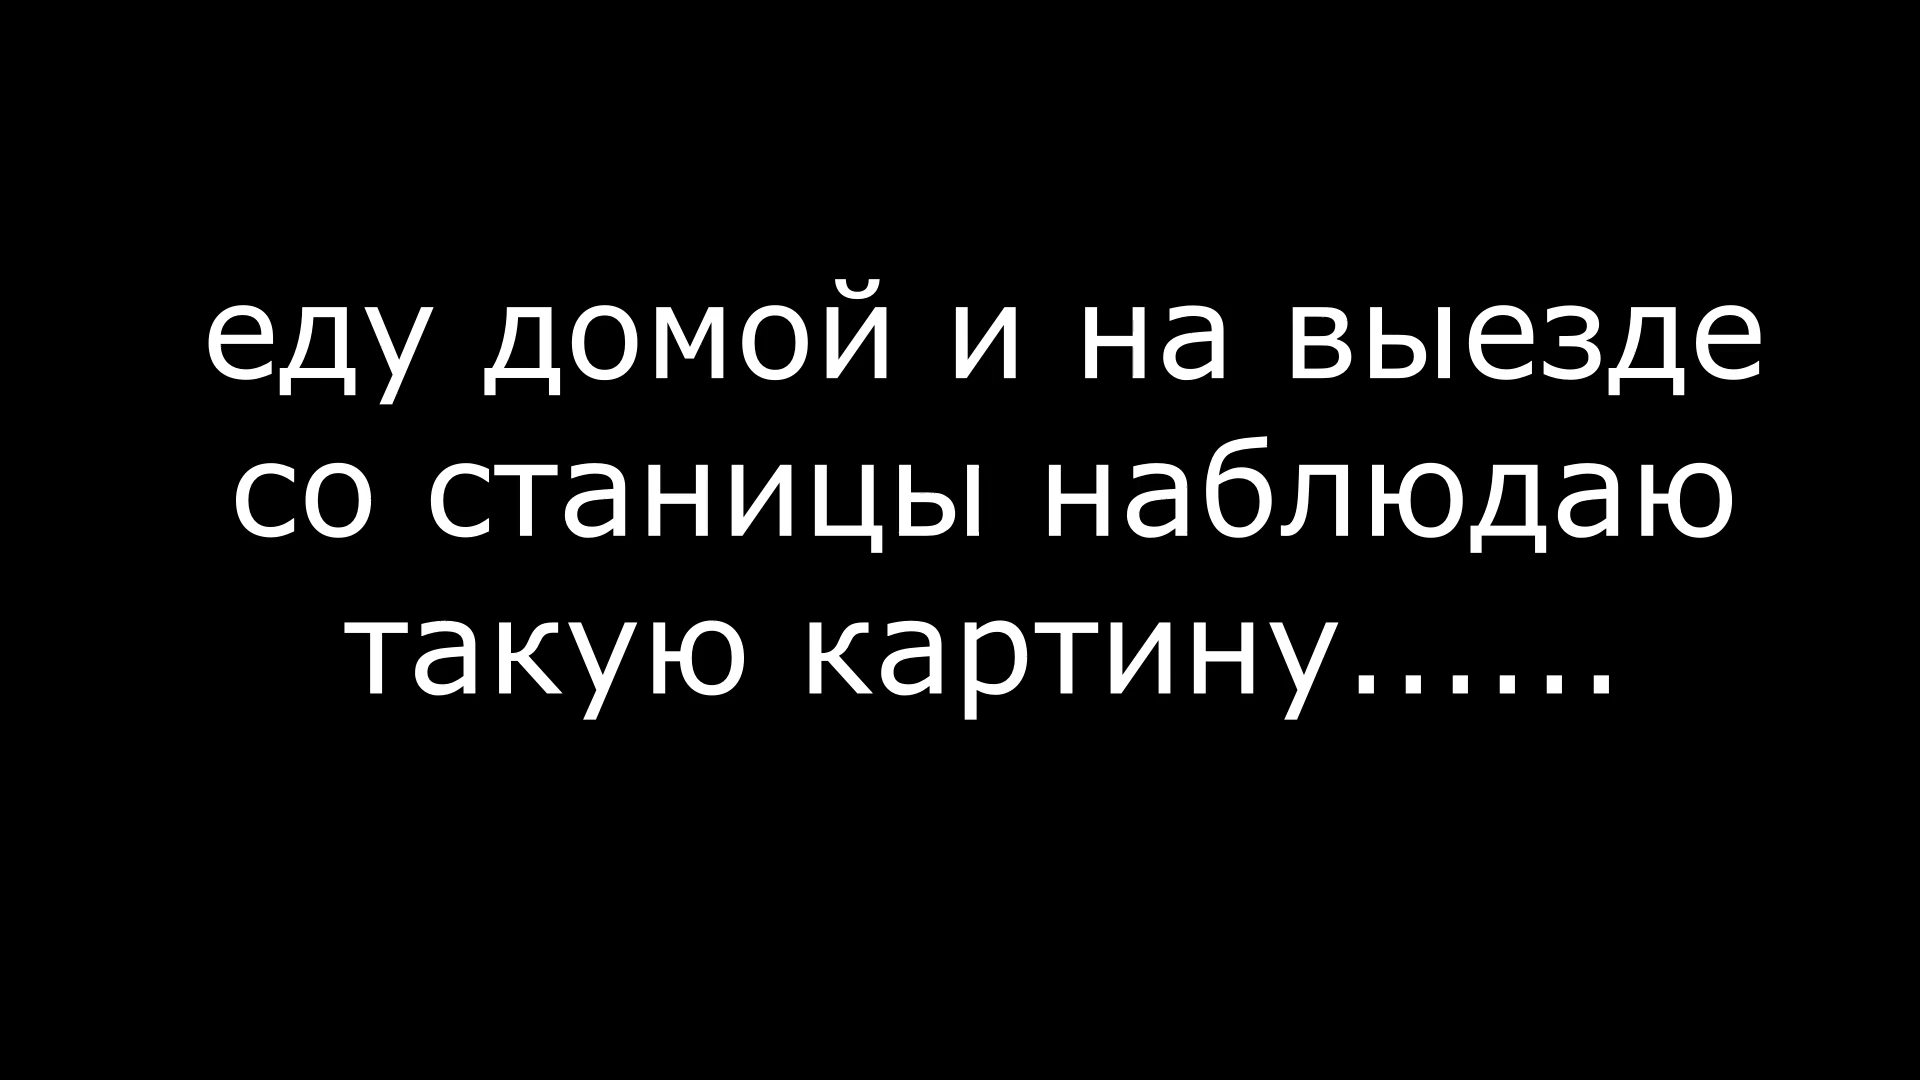 еду домой и на выезде
со станицы наблюдаю
такую картину......